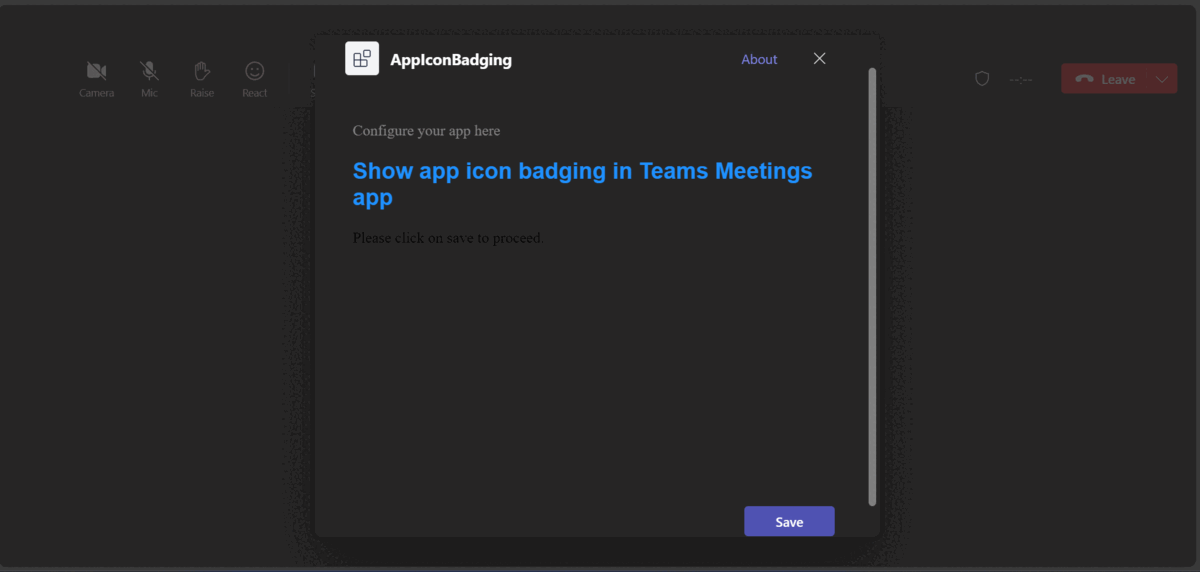 AppIconBadging
About
Camera
Mic
Raise
React
--:--
Leave
Configure your app here
Show app icon badging in Teams Meetings
app
Please click on save to proceed.
Save